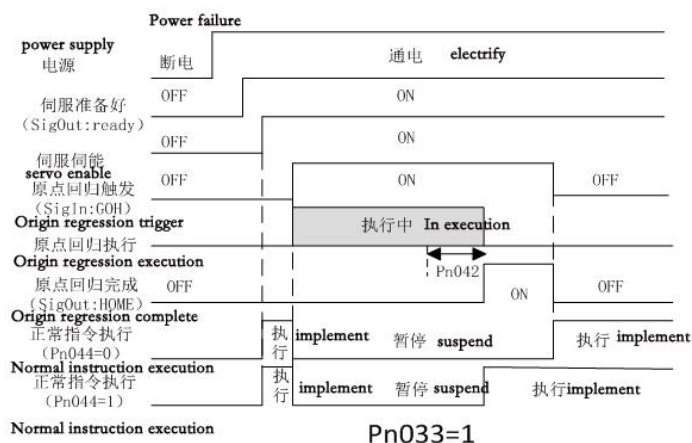 Power failure
power supply
电源
断电
通电 electrify
伺服准备好
(SigOut:ready)
OFF
ON
OFF
ON
伺服伺能
servo enable
原点回归触发
(SigIn:GOH)
OFF
ON
OFF
Origin regression trigger
原点回归执行
执行中 In execution
Pn042
Origin regression execution
原点回归完成
(SigOut:HOME)
OFF
ON
OFF
Origin regression complete
正常指令执行
(Pn044=0)
执行 implement
暂停 suspend
执行 implement
Normal instruction execution
正常指令执行
(Pn044=1)
执行 implement
暂停 suspend
执行implement
Normal instruction execution
Pn033=1